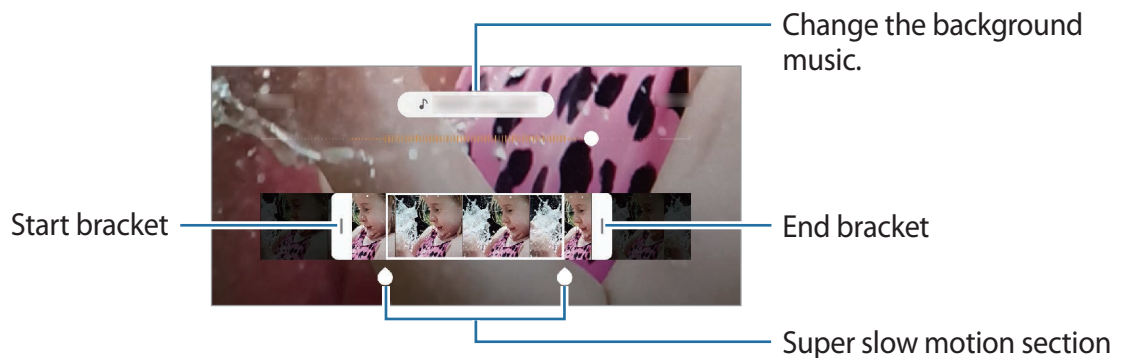 Change the background
music.
Start bracket
End bracket
Super slow motion section